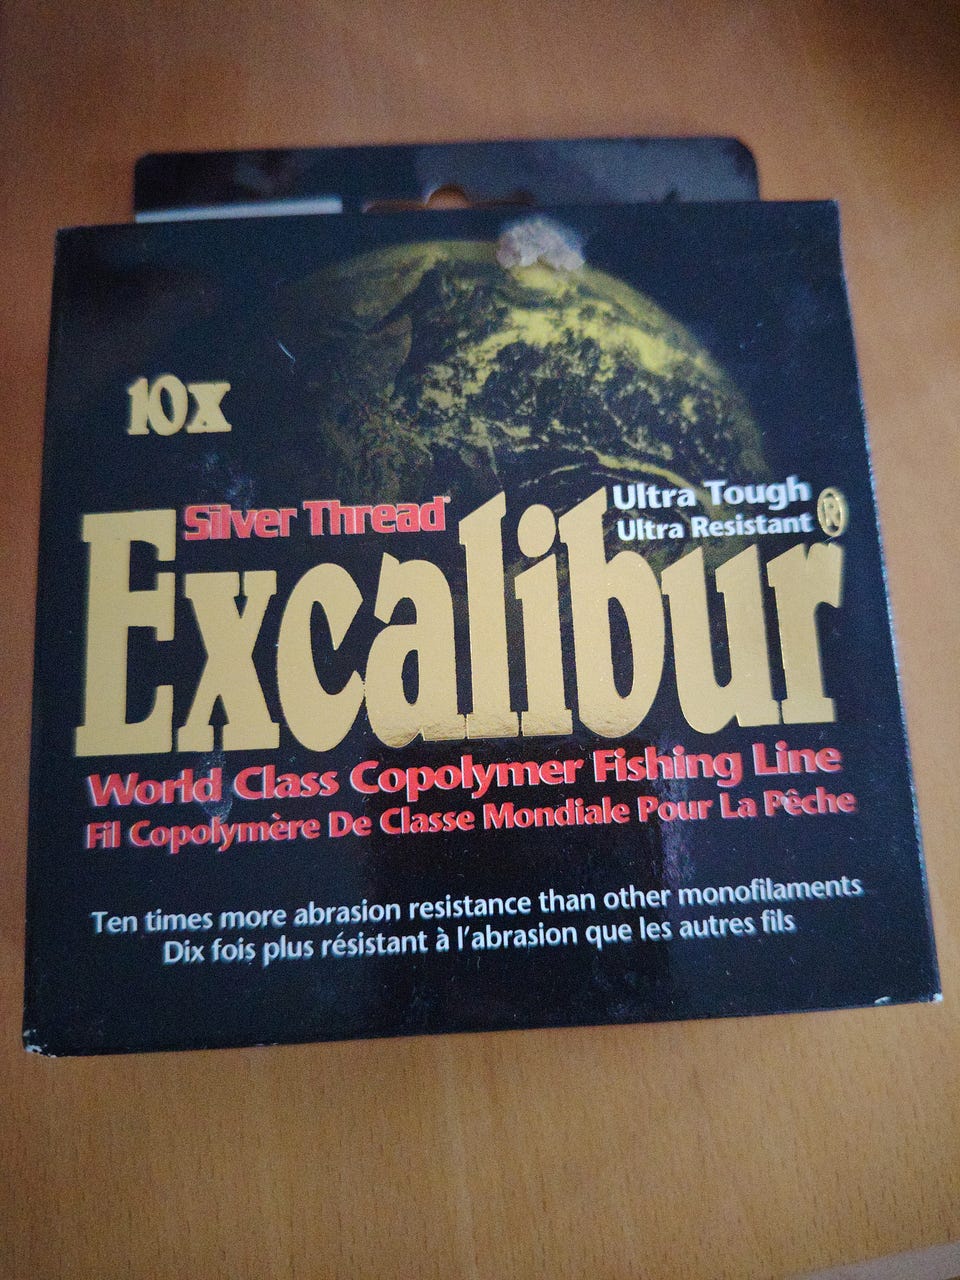 10X
Silver Thread®
Ultra Tough
Ultra Resistant
Excalibur®
World Class Copolymer Fishing Line
Fil Copolymère De Classe Mondiale Pour La Pêche
Ten times more abrasion resistance than other monofilaments
Dix fois plus résistant à l'abrasion que les autres fils